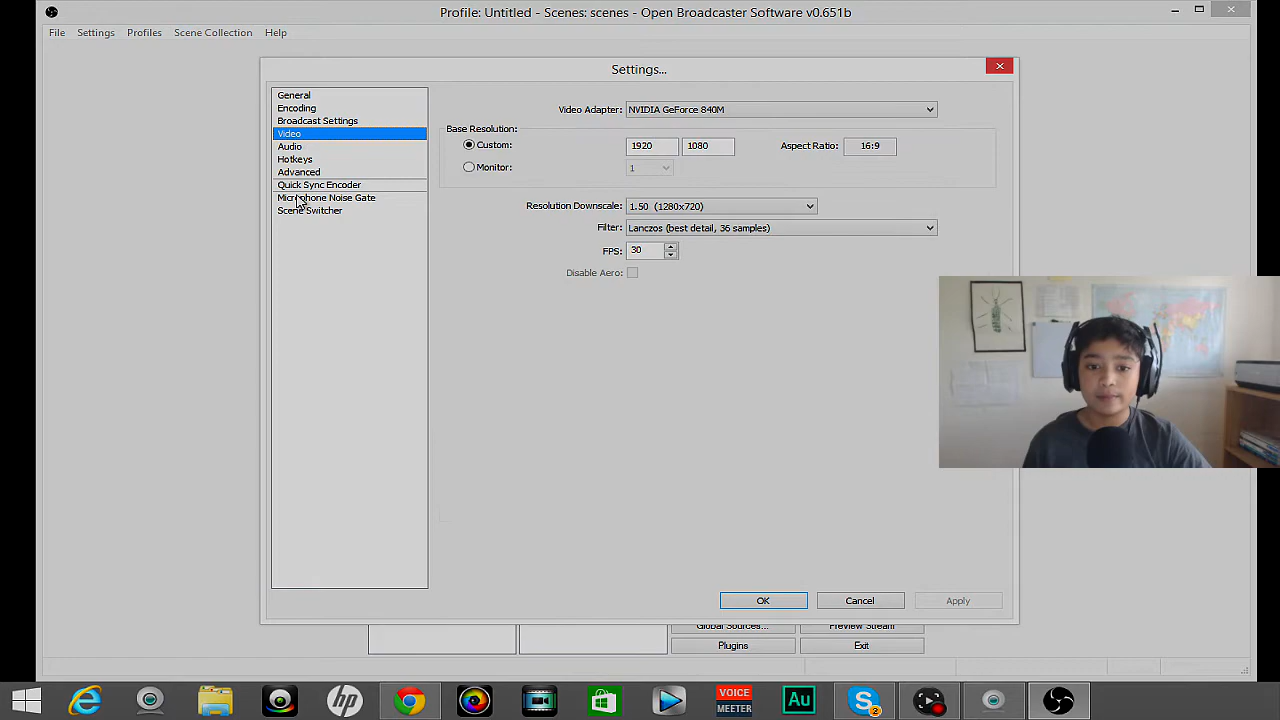 Profile: Untitled - Scenes: scenes - Open Broadcaster Software v0.651b
File Settings Profiles Scene Collection Help
Settings...
General
Encoding
Broadcast Settings
Video
Audio
Hotkeys
Advanced
Quick Sync Encoder
Microphone Noise Gate
Scene Switcher
Video Adapter: NVIDIA GeForce 840M
Base Resolution:
Custom: 1920 1080 Aspect Ratio: 16:9
Monitor: 1
Resolution Downscale: 1.50 (1280x720)
Filter: Lanczos (best detail, 36 samples)
FPS: 30
Disable Aero:
OK Cancel Apply
Global Sources... Preview Stream
Plugins Exit
hp
VOICE
MEETER
Au
S
2